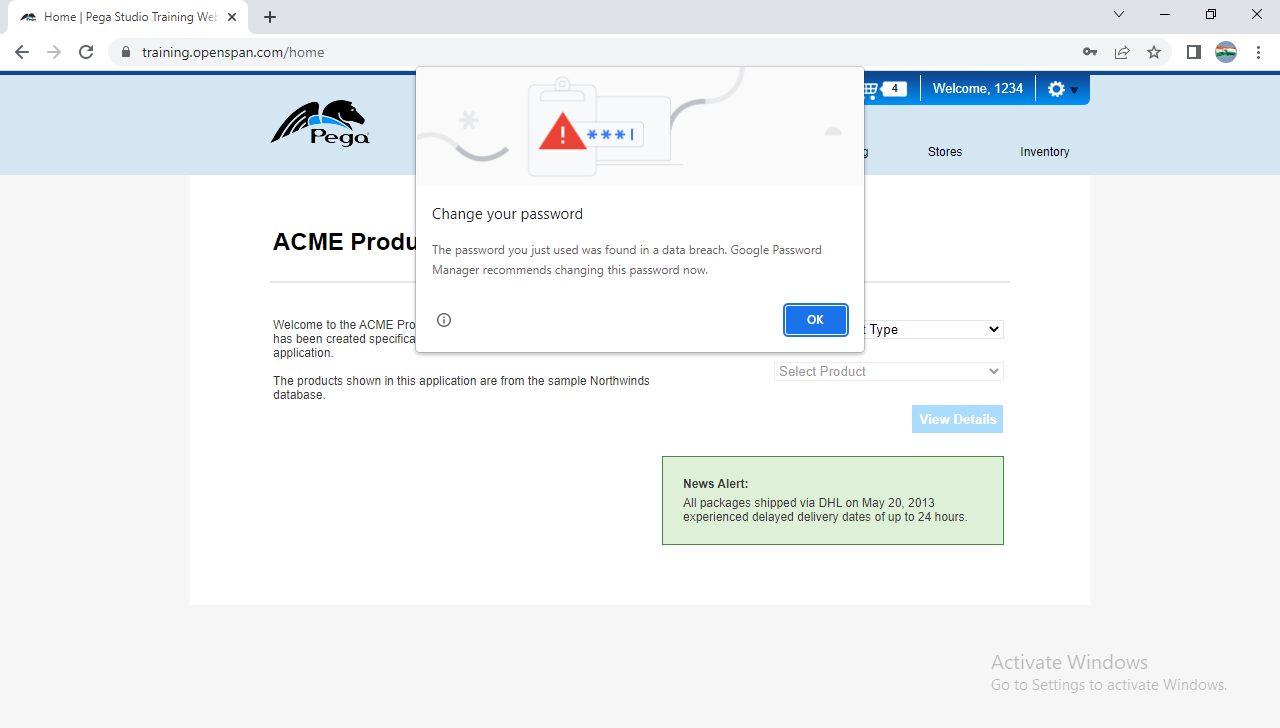 Home | Pega Studio Training Web
training.openspan.com/home
4
Welcome, 1234
Pega
Stores
Inventory
***
Change your password
The password you just used was found in a data breach. Google Password
Manager recommends changing this password now.
OK
ACME Produ
Welcome to the ACME Pro
has been created specifica
application.
The products shown in this application are from the sample Northwinds
database.
Type
Select Product
View Details
News Alert:
All packages shipped via DHL on May 20, 2013
experienced delayed delivery dates of up to 24 hours.
Activate Windows
Go to Settings to activate Windows.